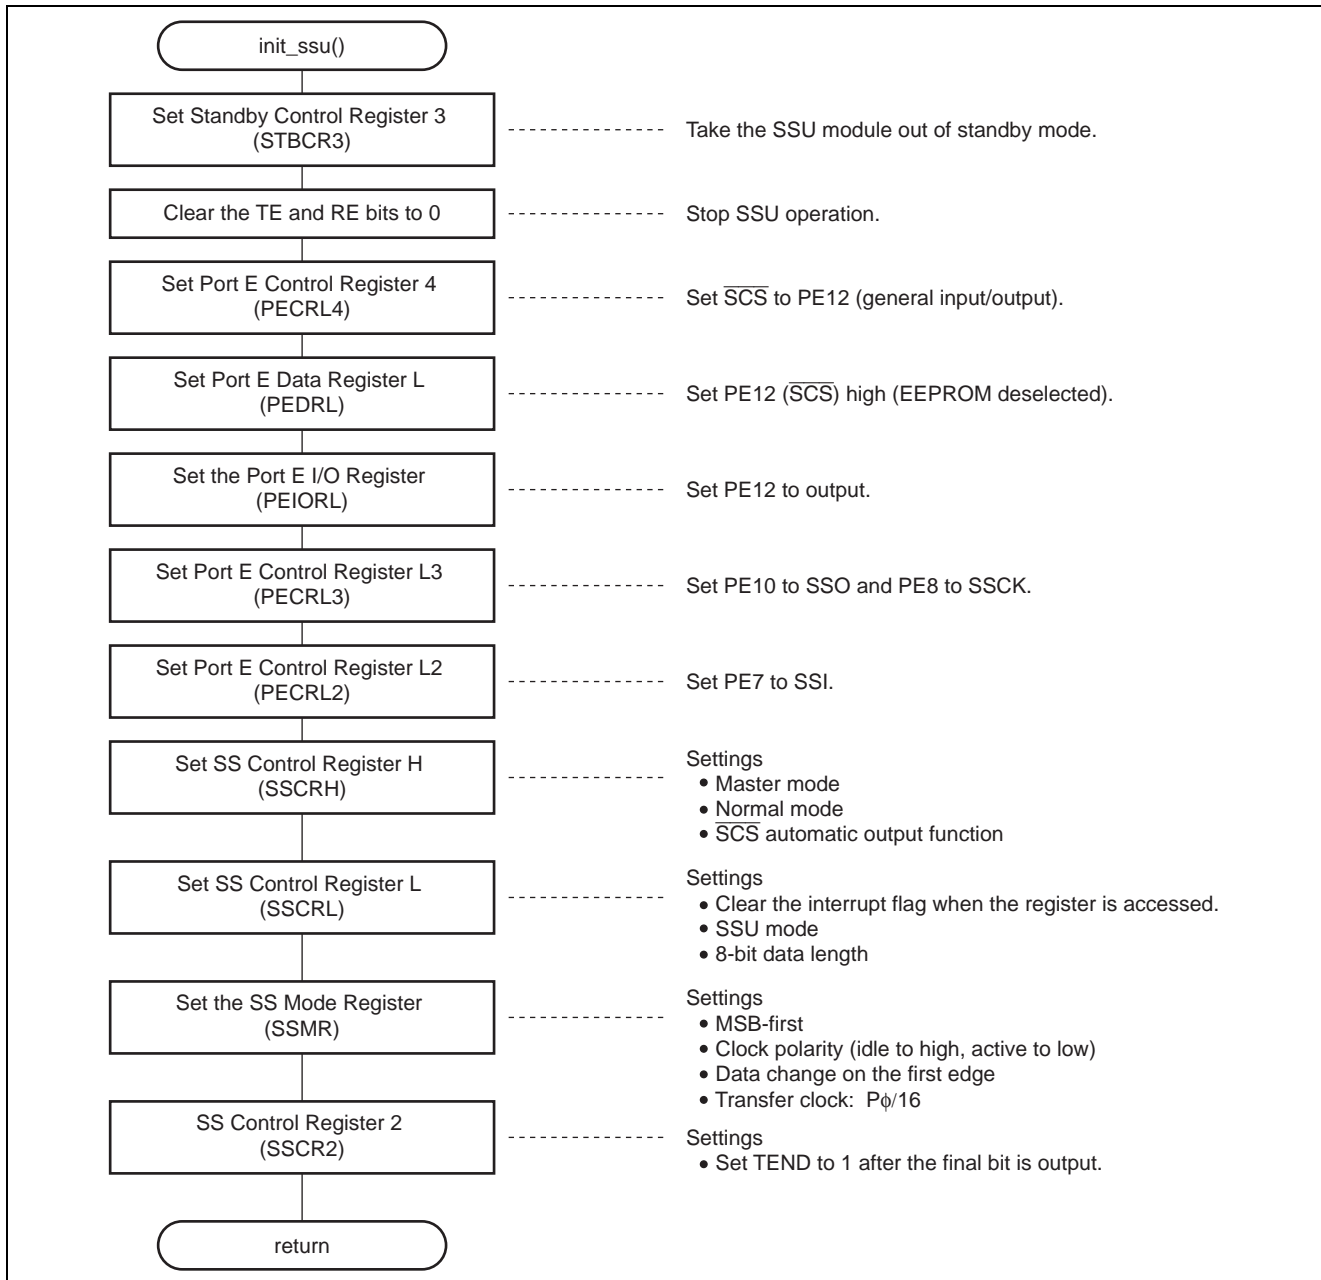 init_ssu()
Set Standby Control Register 3
(STBCR3)
Take the SSU module out of standby mode.
Clear the TE and RE bits to 0
Stop SSU operation.
Set Port E Control Register 4
(PECRL4)
Set S̅C̅S̅ to PE12 (general input/output).
Set Port E Data Register L
(PEDRL)
Set PE12 (S̅C̅S̅) high (EEPROM deselected).
Set the Port E I/O Register
(PEIORL)
Set PE12 to output.
Set Port E Control Register L3
(PECRL3)
Set PE10 to SSO and PE8 to SSCK.
Set Port E Control Register L2
(PECRL2)
Set PE7 to SSI.
Set SS Control Register H
(SSCRH)
Settings
• Master mode
• Normal mode
• S̅C̅S̅ automatic output function
Set SS Control Register L
(SSCRL)
Settings
• Clear the interrupt flag when the register is accessed.
• SSU mode
• 8-bit data length
Set the SS Mode Register
(SSMR)
Settings
• MSB-first
• Clock polarity (idle to high, active to low)
• Data change on the first edge
• Transfer clock: Pϕ/16
SS Control Register 2
(SSCR2)
Settings
• Set TEND to 1 after the final bit is output.
return